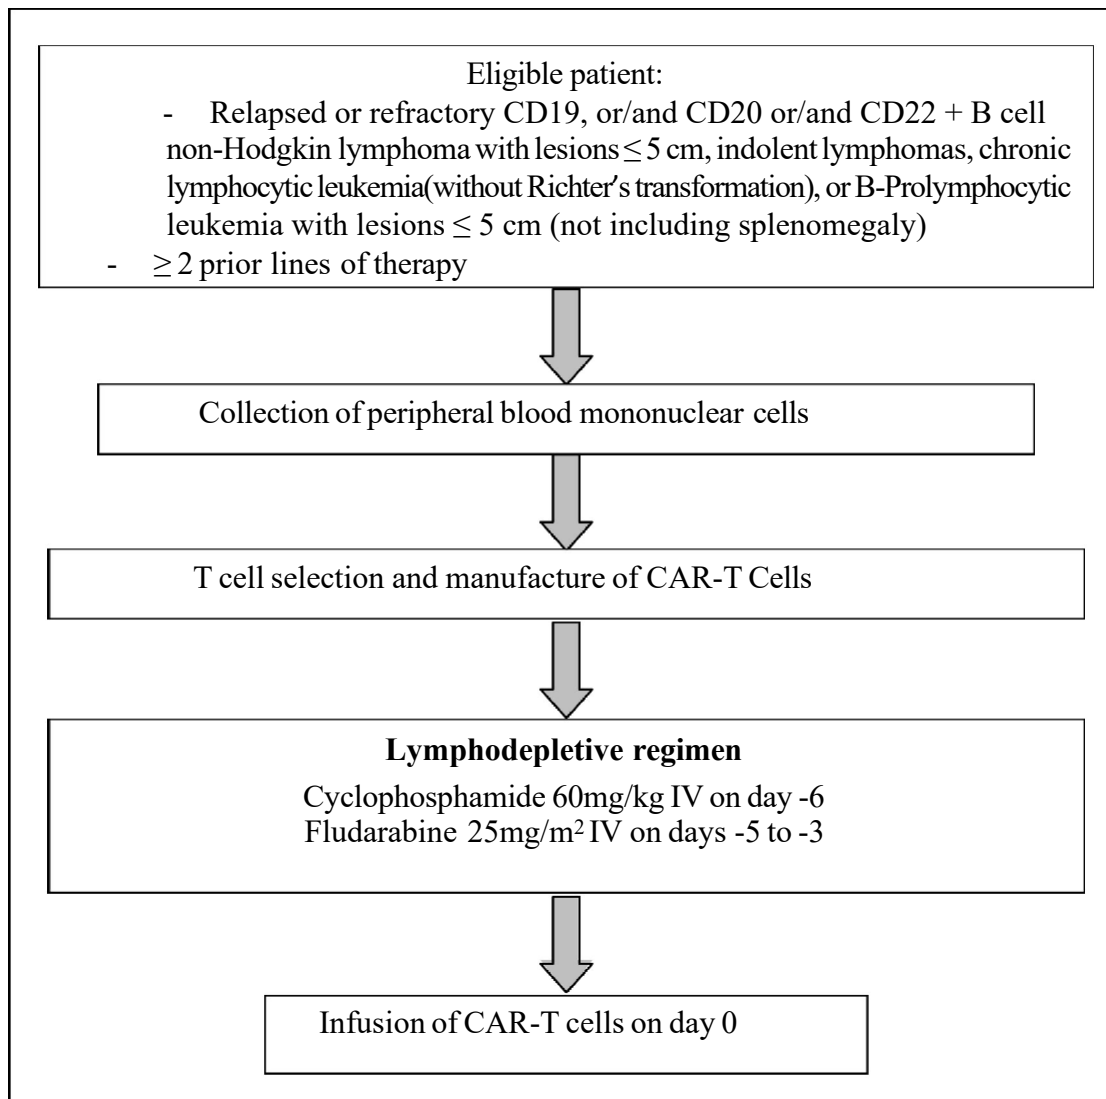 Eligible patient:
- Relapsed or refractory CD19, or/and CD20 or/and CD22 + B cell
non-Hodgkin lymphoma with lesions ≤ 5 cm, indolent lymphomas, chronic
lymphocytic leukemia(without Richter's transformation), or B-Prolymphocytic
leukemia with lesions ≤ 5 cm (not including splenomegaly)
- ≥ 2 prior lines of therapy
Collection of peripheral blood mononuclear cells
T cell selection and manufacture of CAR-T Cells
Lymphodepletive regimen
Cyclophosphamide 60mg/kg IV on day -6
Fludarabine 25mg/m² IV on days -5 to -3
Infusion of CAR-T cells on day 0